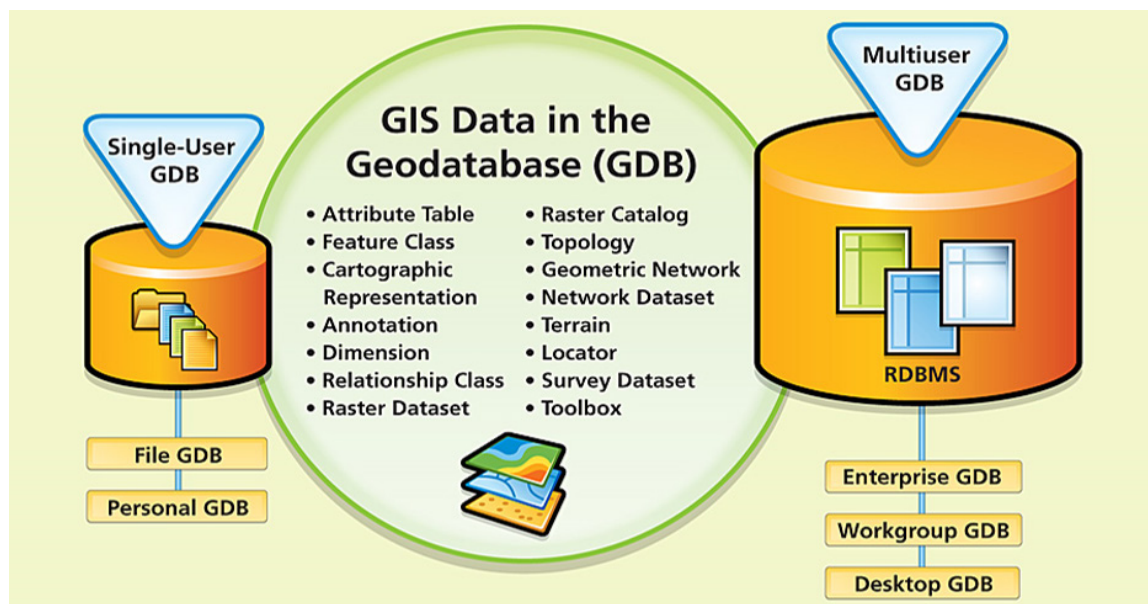 Single-User
GDB
File GDB
Personal GDB
GIS Data in the
Geodatabase (GDB)
• Attribute Table
• Feature Class
• Cartographic
Representation
• Annotation
• Dimension
• Relationship Class
• Raster Dataset
• Raster Catalog
• Topology
• Geometric Network
• Network Dataset
• Terrain
• Locator
• Survey Dataset
• Toolbox
Multiuser
GDB
RDBMS
Enterprise GDB
Workgroup GDB
Desktop GDB